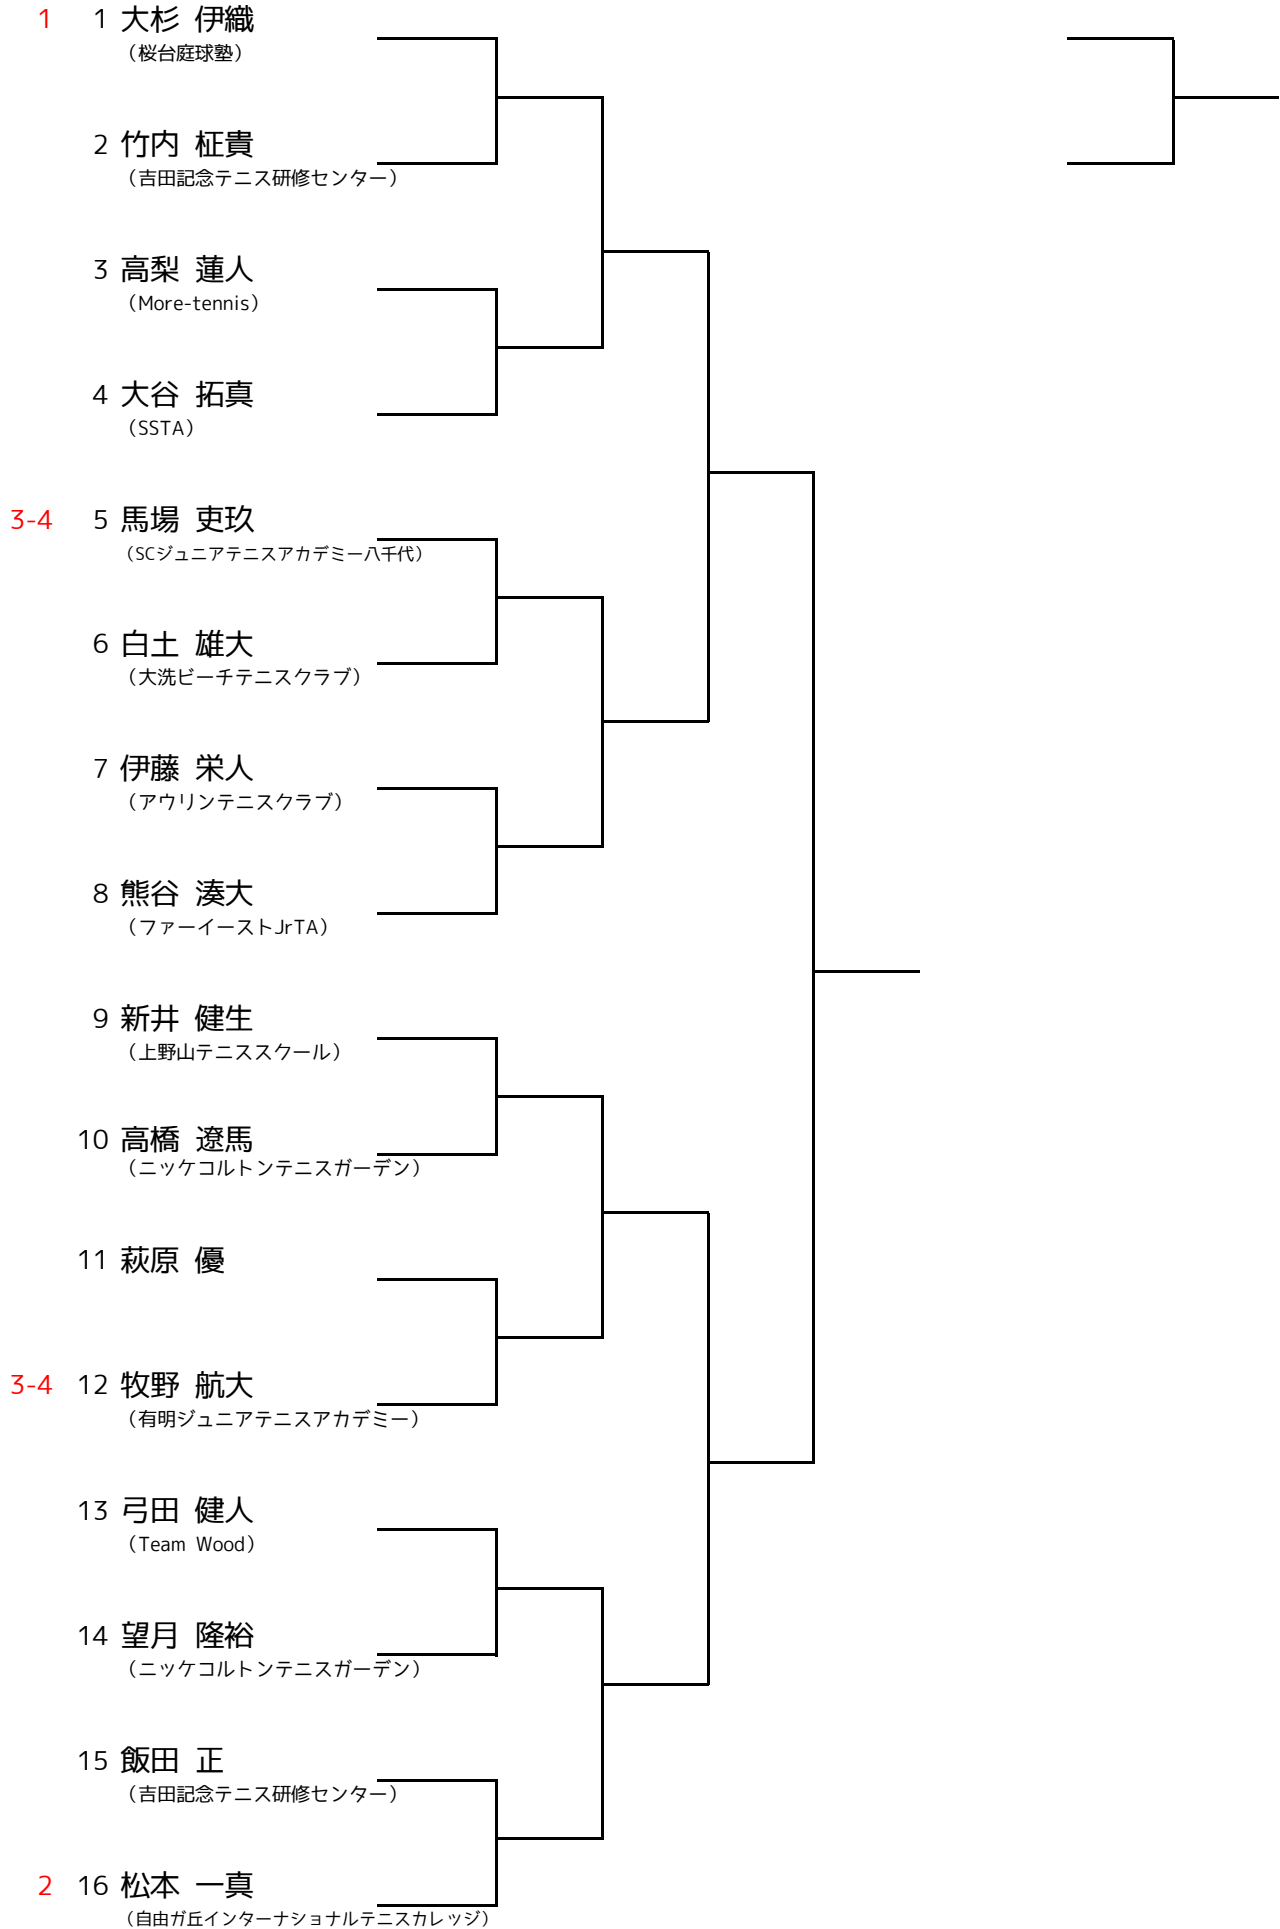 1 1 大杉 伊織
（桜台庭球塾）
2 竹内 柾貴
（吉田記念テニス研修センター）
3 高梨 蓮人
（More-tennis）
4 大谷 拓真
（SSTA）
3-4 5 馬場 吏玖
（SCジュニアテニスアカデミー八千代）
6 白土 雄大
（大洗ビーチテニスクラブ）
7 伊藤 栄人
（アウリンテニスクラブ）
8 熊谷 湊大
（ファーイーストJrTA）
9 新井 健生
（上野山テニススクール）
10 高橋 遼馬
（ニッケコルトンテニスガーデン）
11 萩原 優
3-4 12 牧野 航大
（有明ジュニアテニスアカデミー）
13 弓田 健人
（Team Wood）
14 望月 隆裕
（ニッケコルトンテニスガーデン）
15 飯田 正
（吉田記念テニス研修センター）
2 16 松本 一真
（自由ガ丘インターナショナルテニスカレッジ）